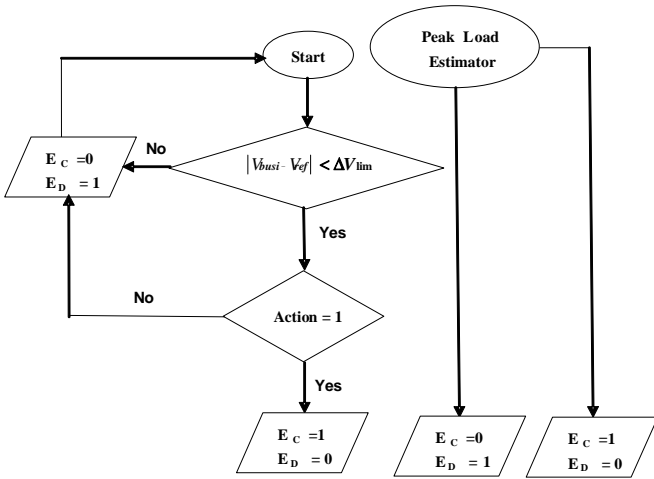 Start
Peak Load
Estimator
No
E C =0
E D = 1
|Vbusi - Vref| < ΔVlim
Yes
No
Action = 1
Yes
E C =1
E D = 0
E C =0
E D = 1
E C =1
E D = 0